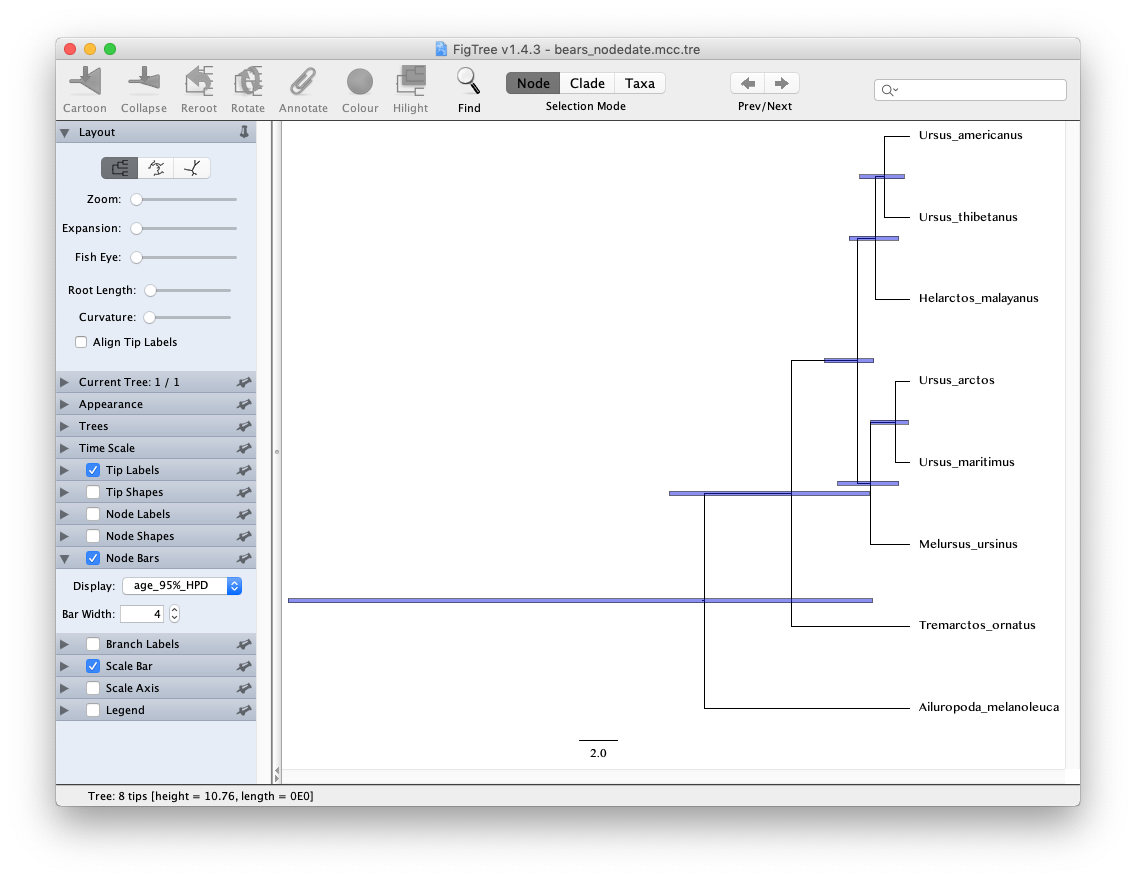 FigTree v1.4.3 - bears_nodedate.mcc.tre
Cartoon Collapse Reroot Rotate Annotate Colour Hilight Find
Node Clade Taxa
Selection Mode
Prev/Next
Layout
Zoom:
Expansion:
Fish Eye:
Root Length:
Curvature:
Align Tip Labels
Current Tree: 1 / 1
Appearance
Trees
Time Scale
Tip Labels
Tip Shapes
Node Labels
Node Shapes
Node Bars
Display: age_95%_HPD
Bar Width: 4
Branch Labels
Scale Bar
Scale Axis
Legend
Ursus_americanus
Ursus_thibetanus
Helarctos_malayanus
Ursus_arctos
Ursus_maritimus
Melursus_ursinus
Tremarctos_ornatus
Ailuropoda_melanoleuca
2.0
Tree: 8 tips [height = 10.76, length = 0E0]